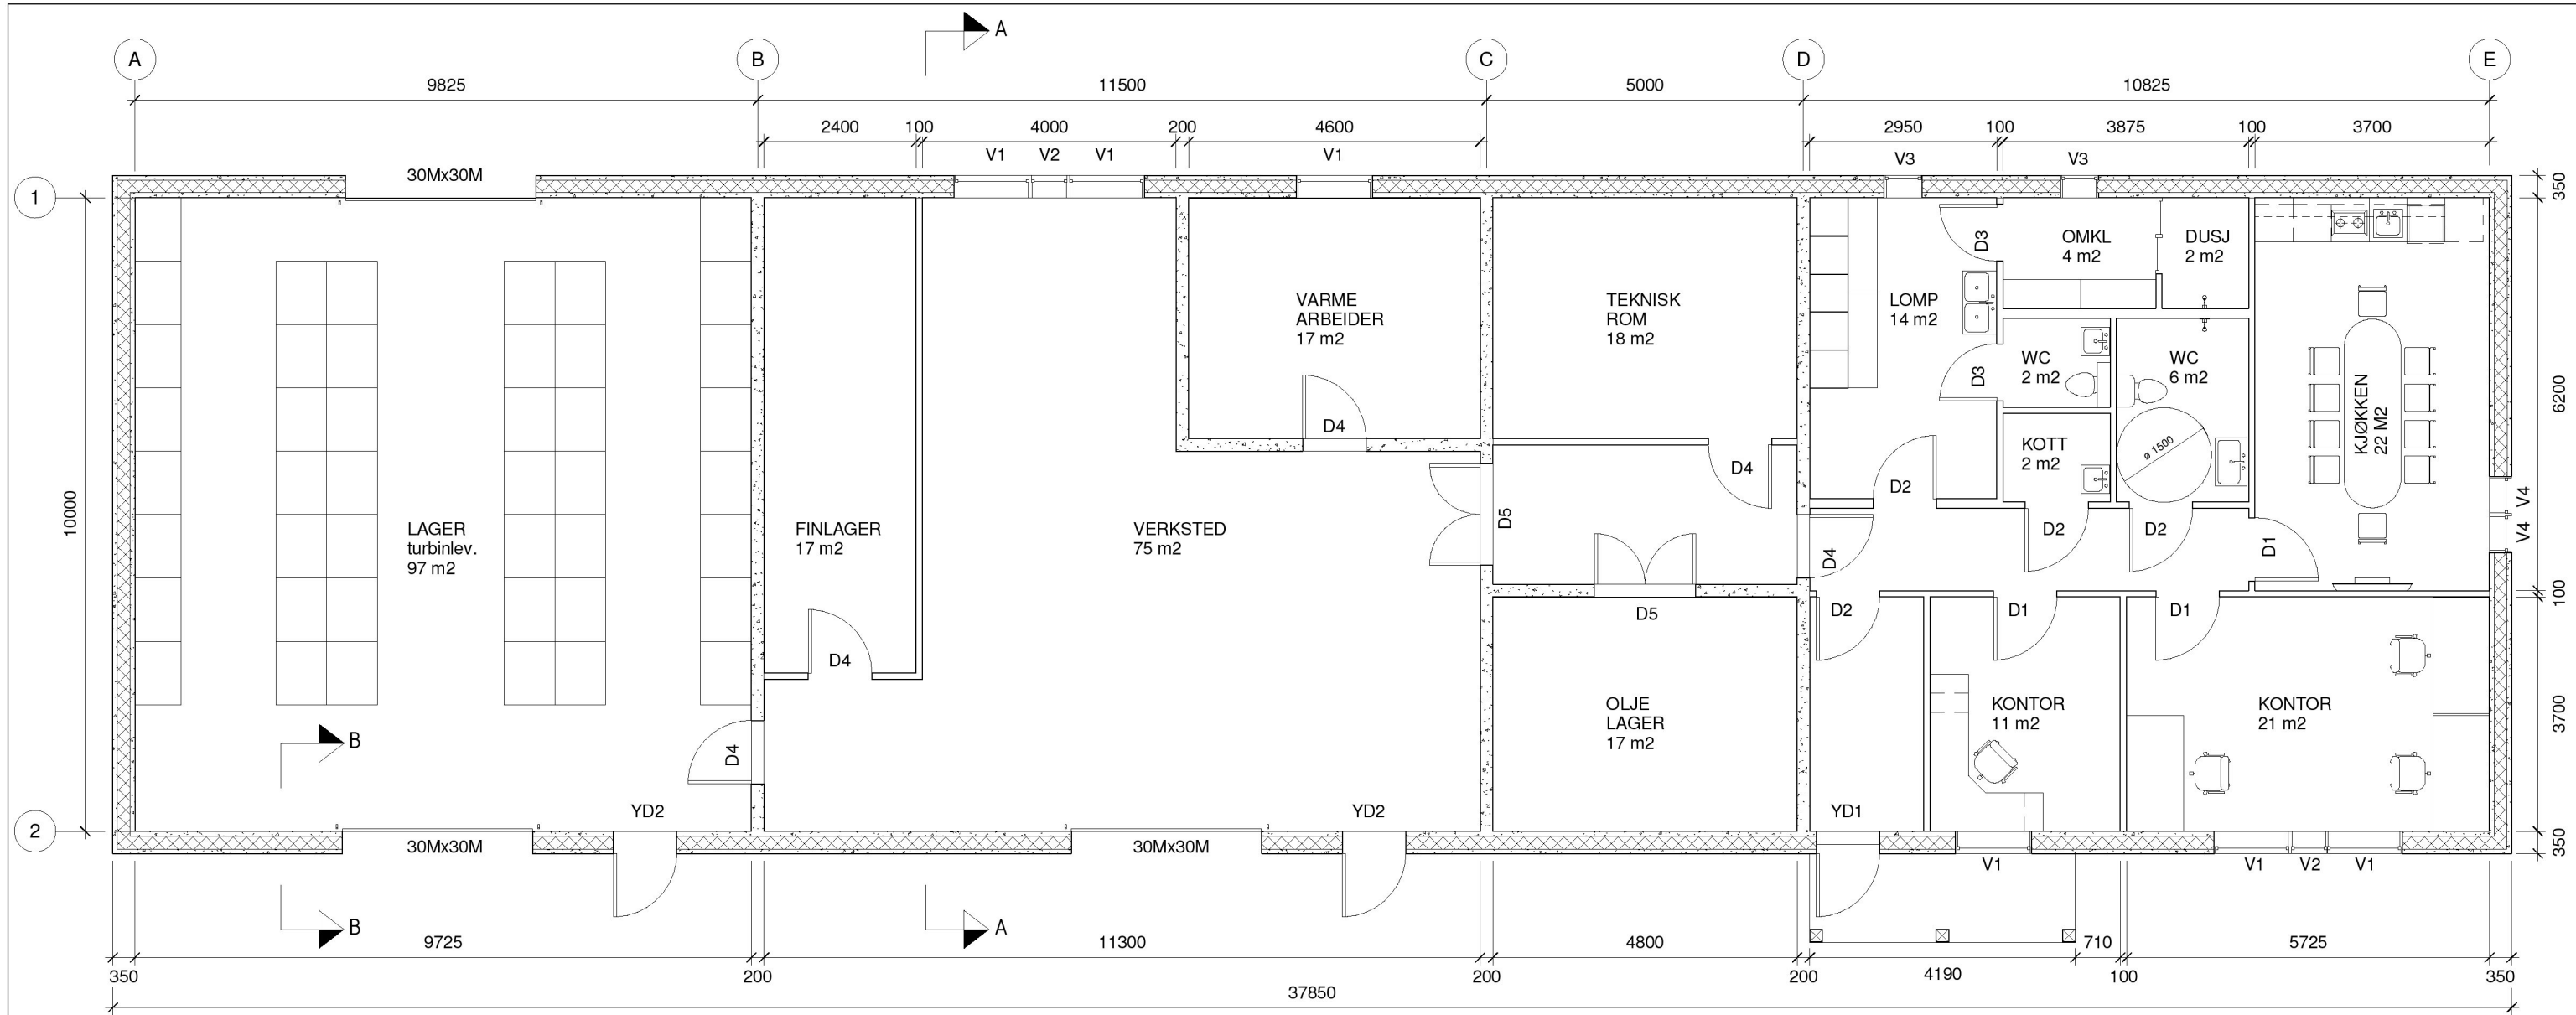 A
A
B
C
D
E
9825
11500
5000
10825
2400
100
4000
200
4600
2950
100
3875
100
3700
30Mx30M
V1
V2
V1
V1
V3
V3
1
350
OMKL
4 m2
DUSJ
2 m2
D3
VARME
ARBEIDER
17 m2
TEKNISK
ROM
18 m2
LOMP
14 m2
WC
2 m2
WC
6 m2
D3
KJØKKEN
22 M2
6200
D4
KOTT
2 m2
ø 1500
D4
D2
V4
V4
10000
LAGER
turbinlev.
97 m2
FINLAGER
17 m2
VERKSTED
75 m2
D5
D4
D2
D2
D1
100
D5
D2
D1
D1
D4
OLJE
LAGER
17 m2
KONTOR
11 m2
KONTOR
21 m2
3700
B
D4
YD2
YD2
YD1
2
30Mx30M
30Mx30M
350
V1
V1
V2
V1
B
A
9725
11300
4800
710
5725
350
200
200
200
4190
100
350
37850